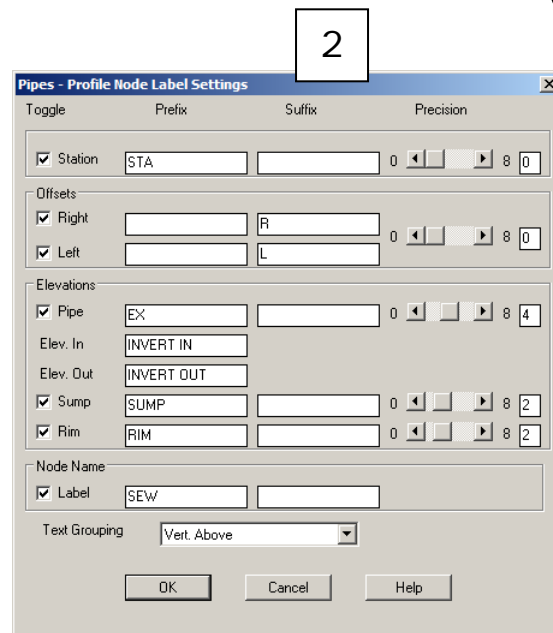 2
Pipes - Profile Node Label Settings
Toggle Prefix Suffix Precision
Station STA 0 8 0
Offsets
Right R
0 8 0
Left L
Elevations
Pipe EX 0 8 4
Elev. In INVERT IN
Elev. Out INVERT OUT
Sump SUMP 0 8 2
Rim RIM 0 8 2
Node Name
Label SEW
Text Grouping Vert. Above
OK Cancel Help